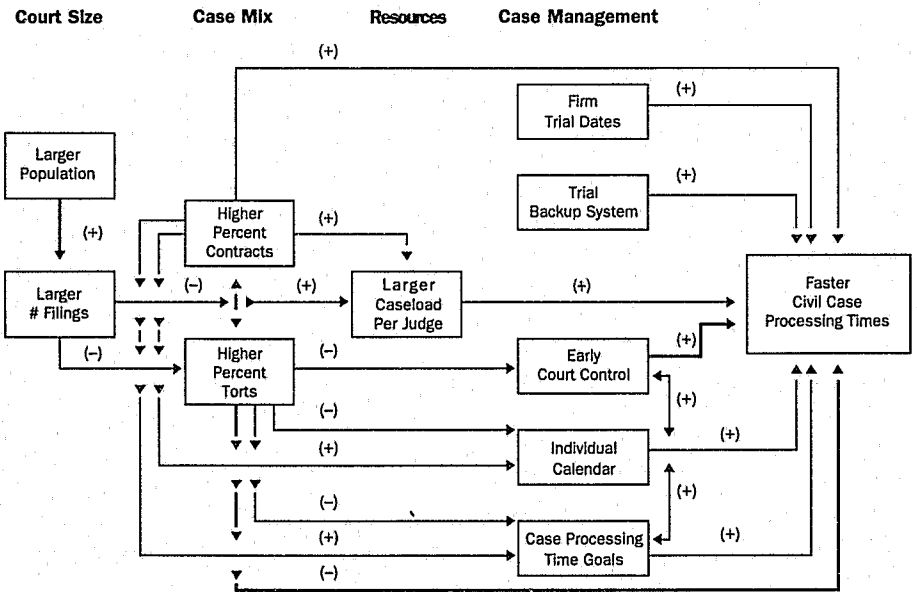 Court Size Case Mix Resources Case Management
(+)
Firm
Trial Dates
(+)
Larger
Population
Trial
Backup System
(+)
(+)
Higher
Percent
Contracts
(+)
Larger
# Filings
(-)
(+)
Larger
Caseload
Per Judge
(+)
Faster
Civil Case
Processing Times
(-)
Higher
Percent
Torts
(-)
Early
Court Control
(+)
(+)
(-)
(+)
Individual
Calendar
(+)
(+)
(-)
(+)
Case Processing
Time Goals
(+)
(-)